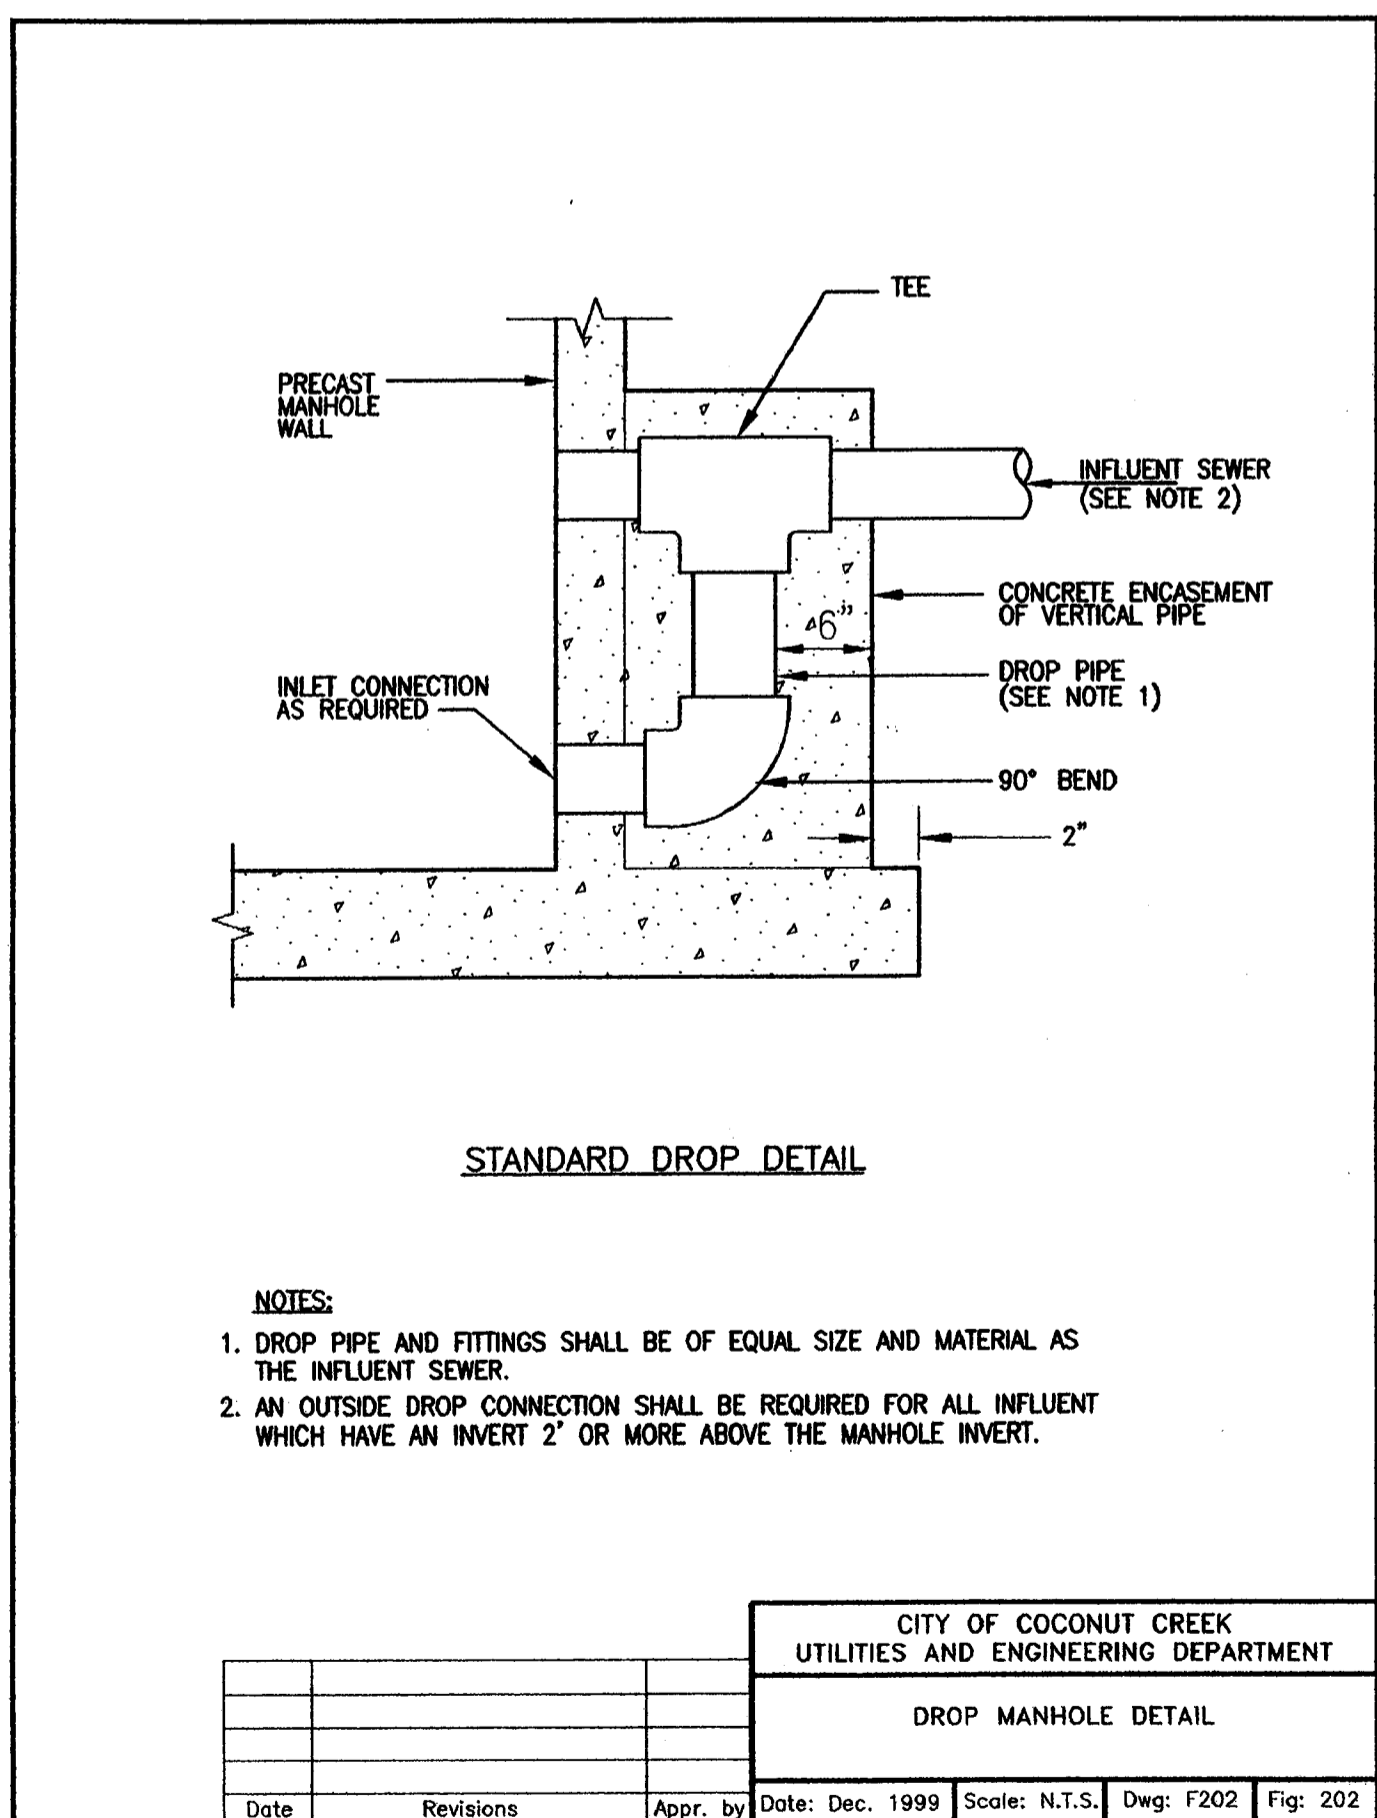 TEE
PRECAST
MANHOLE
WALL
INFLUENT SEWER
(SEE NOTE 2)
CONCRETE ENCASEMENT
OF VERTICAL PIPE
6"
DROP PIPE
(SEE NOTE 1)
INLET CONNECTION
AS REQUIRED
90° BEND
2"
STANDARD DROP DETAIL
NOTES:
1. DROP PIPE AND FITTINGS SHALL BE OF EQUAL SIZE AND MATERIAL AS
THE INFLUENT SEWER.
2. AN OUTSIDE DROP CONNECTION SHALL BE REQUIRED FOR ALL INFLUENT
WHICH HAVE AN INVERT 2' OR MORE ABOVE THE MANHOLE INVERT.
CITY OF COCONUT CREEK
UTILITIES AND ENGINEERING DEPARTMENT
DROP MANHOLE DETAIL
Date Revisions Appr. by Date: Dec. 1999 Scale: N.T.S. Dwg: F202 Fig: 202